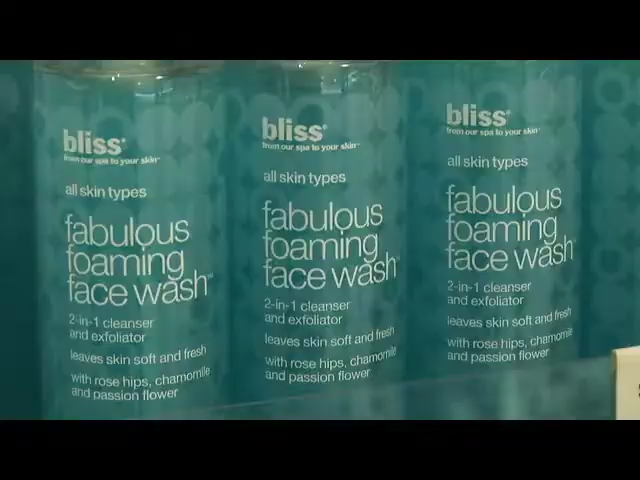 bliss®
from our spa to your skin™
all skin types
fabulous
foaming
face wash™
2-in-1 cleanser
and exfoliator
leaves skin soft and fresh
with rose hips, chamomile
and passion flower
bliss®
from our spa to your skin™
all skin types
fabulous
foaming
face wash
2-in-1 cleanser
and exfoliator
leaves skin soft and fresh
with rose hips, chamomile
and passion flower
bliss®
from our spa to your skin™
all skin types
fabulous
foaming
face wash
2-in-1 cleanser
and exfoliator
leaves skin soft and fresh
with rose hips, chamomile
and passion flower